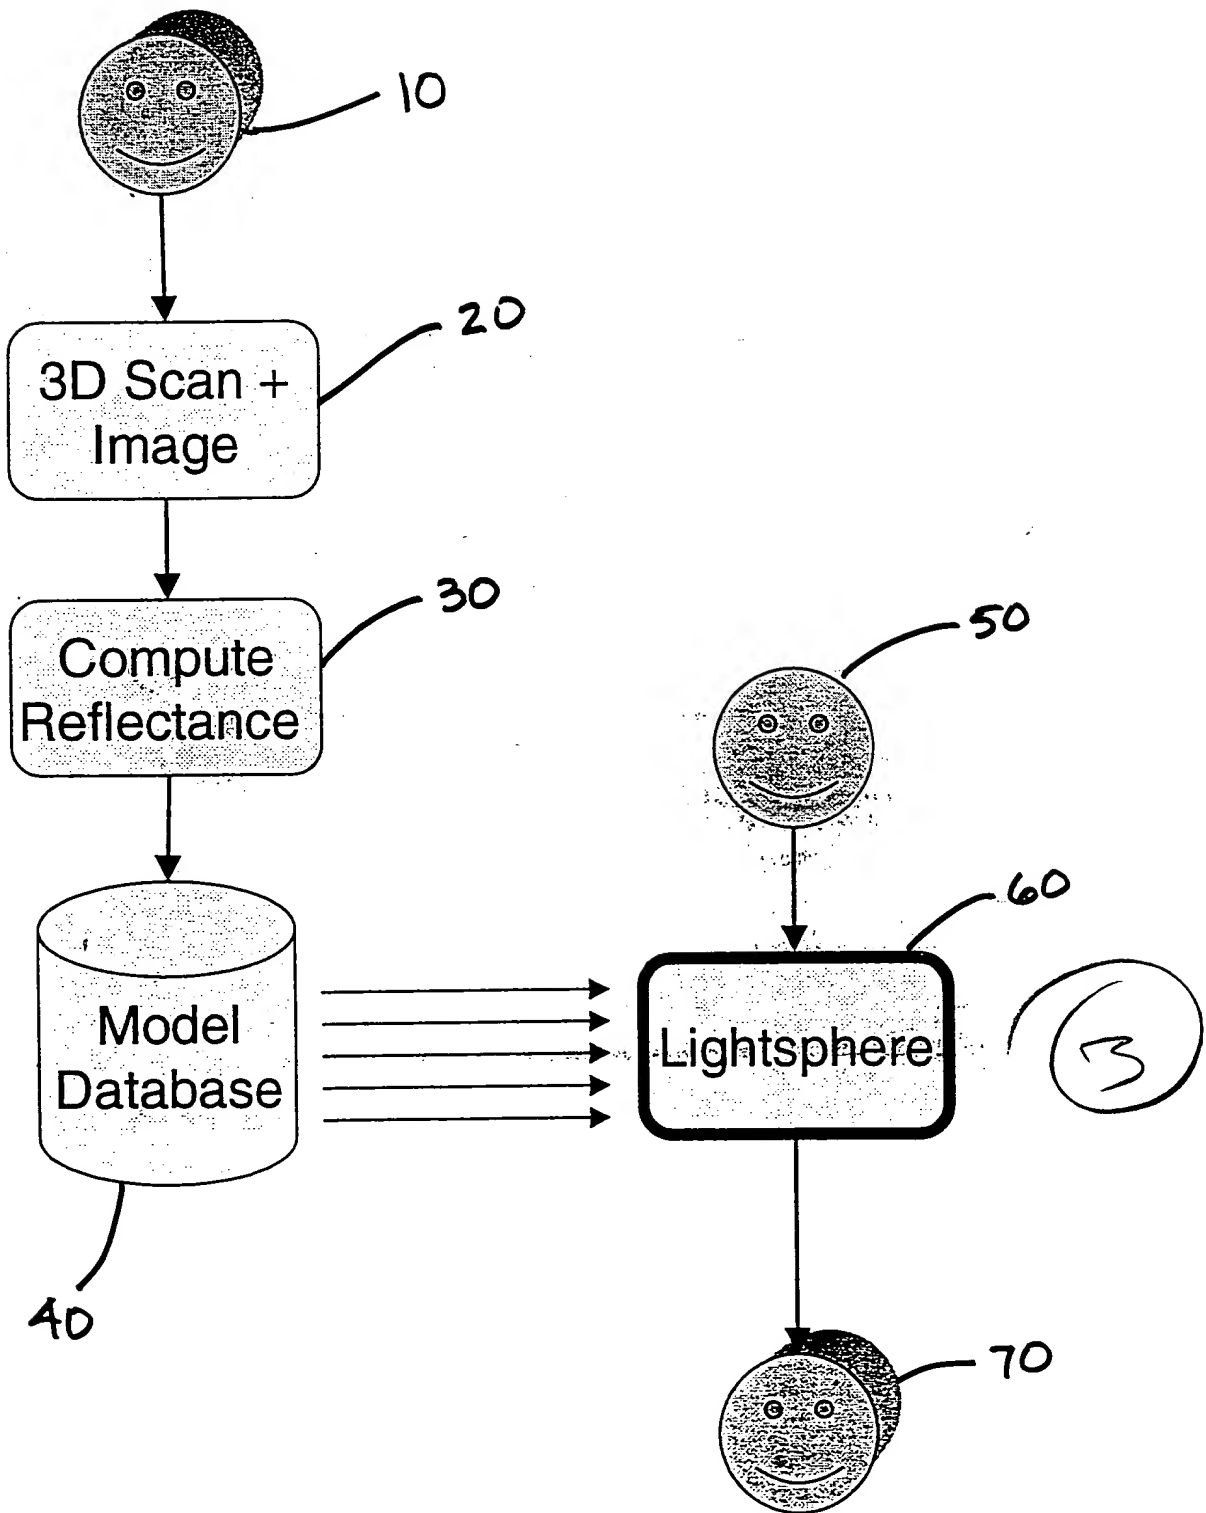 10
20
3D Scan +
Image
30
Compute
Reflectance
50
60
Model
Database
Lightsphere
3
40
70